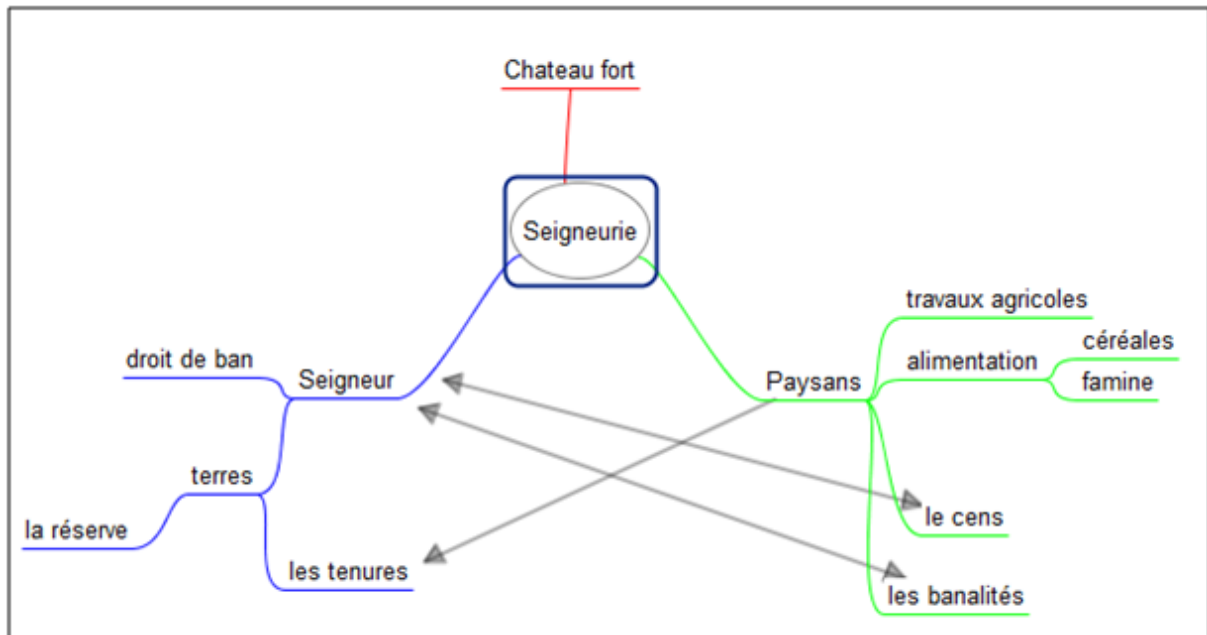 Chateau fort
Seigneurie
droit de ban
Seigneur
terres
la réserve
les tenures
Paysans
travaux agricoles
alimentation
céréales
famine
le cens
les banalités